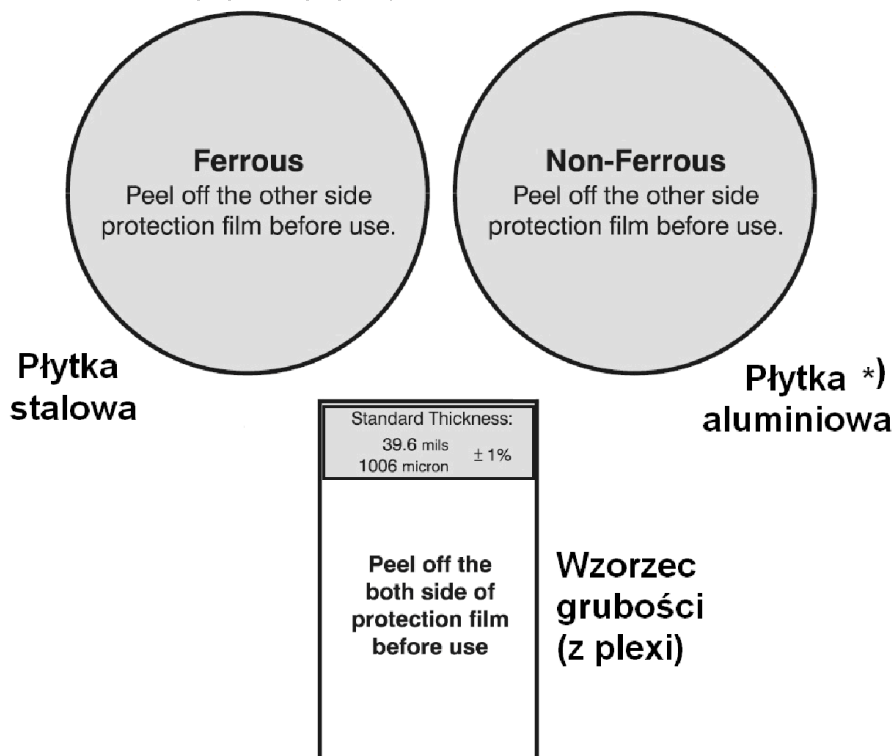 Ferrous
Peel off the other side
protection film before use.
Non-Ferrous
Peel off the other side
protection film before use.
Płytka
stalowa
Płytka *)
aluminiowa
Standard Thickness:
39.6 mils
1006 micron
± 1%
Peel off the
both side of
protection film
before use
Wzorzec
grubości
(z plexi)